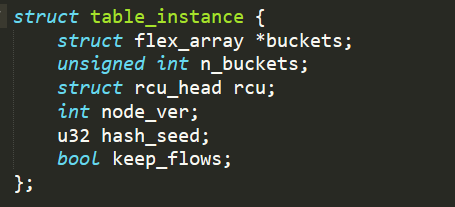 struct table_instance {
    struct flex_array *buckets;
    unsigned int n_buckets;
    struct rcu_head rcu;
    int node_ver;
    u32 hash_seed;
    bool keep_flows;
};